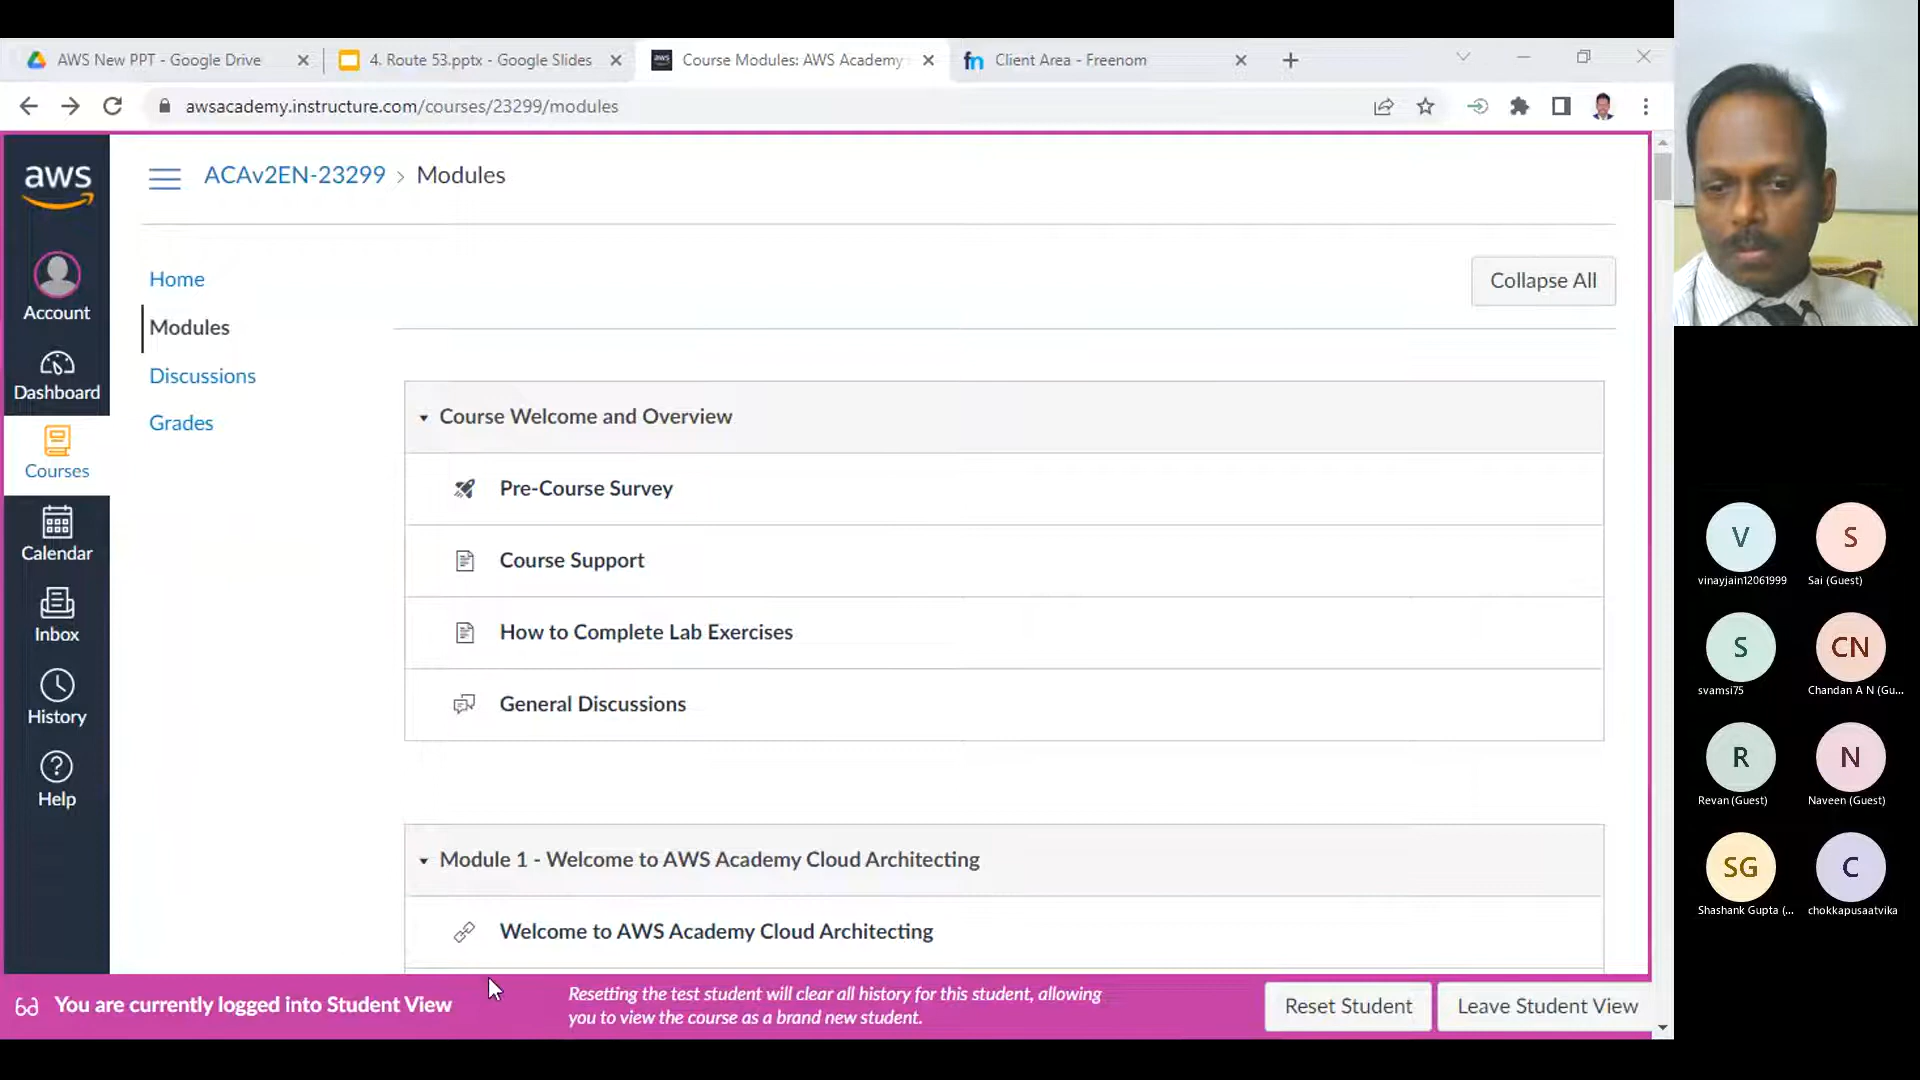 AWS New PPT - Google Drive
4. Route 53.pptx - Google Slides
aws
Course Modules: AWS Academy
fn
Client Area - Freenom
awsacademy.instructure.com/courses/23299/modules
aws
Account
Dashboard
Courses
Calendar
Inbox
History
Help
ACAv2EN-23299 > Modules
Home
Modules
Discussions
Grades
Collapse All
Course Welcome and Overview
Pre-Course Survey
Course Support
How to Complete Lab Exercises
General Discussions
Module 1 - Welcome to AWS Academy Cloud Architecting
Welcome to AWS Academy Cloud Architecting
You are currently logged into Student View
Resetting the test student will clear all history for this student, allowing
you to view the course as a brand new student.
Reset Student
Leave Student View
V
vinayjain12061999
S
Sai (Guest)
S
svamsi75
CN
Chandan A N (Gu...
R
Revan (Guest)
N
Naveen (Guest)
SG
Shashank Gupta (...
C
chokkapusaatvika